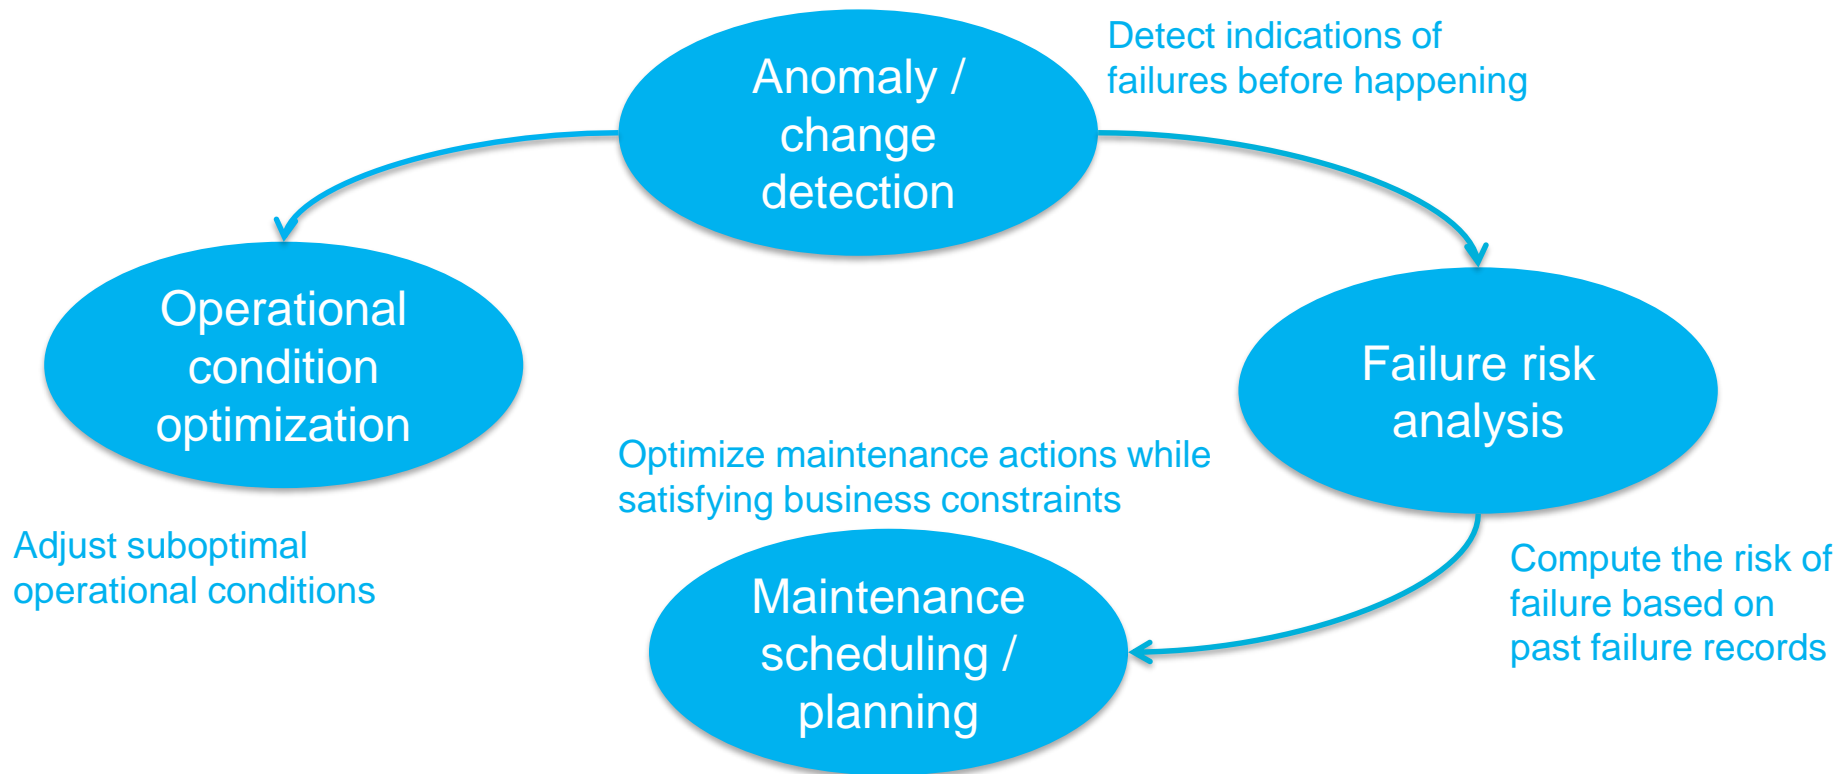 Anomaly /
change
detection
Detect indications of
failures before happening
Operational
condition
optimization
Adjust suboptimal
operational conditions
Failure risk
analysis
Compute the risk of
failure based on
past failure records
Optimize maintenance actions while
satisfying business constraints
Maintenance
scheduling /
planning